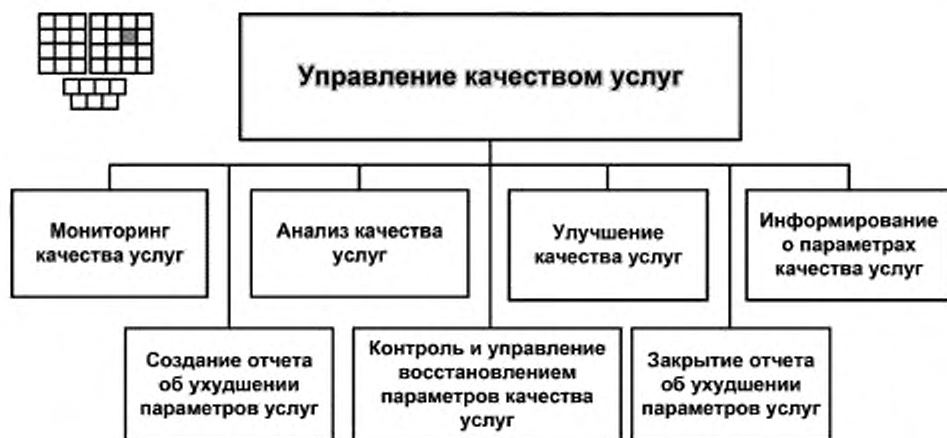 Управление качеством услуг
Мониторинг
качества услуг
Анализ качества
услуг
Улучшение
качества услуг
Информирование
о параметрах
качества услуг
Создание отчета
об ухудшении
параметров услуг
Контроль и управление
восстановлением
параметров качества
услуг
Закрытие отчета
об ухудшении
параметров услуг